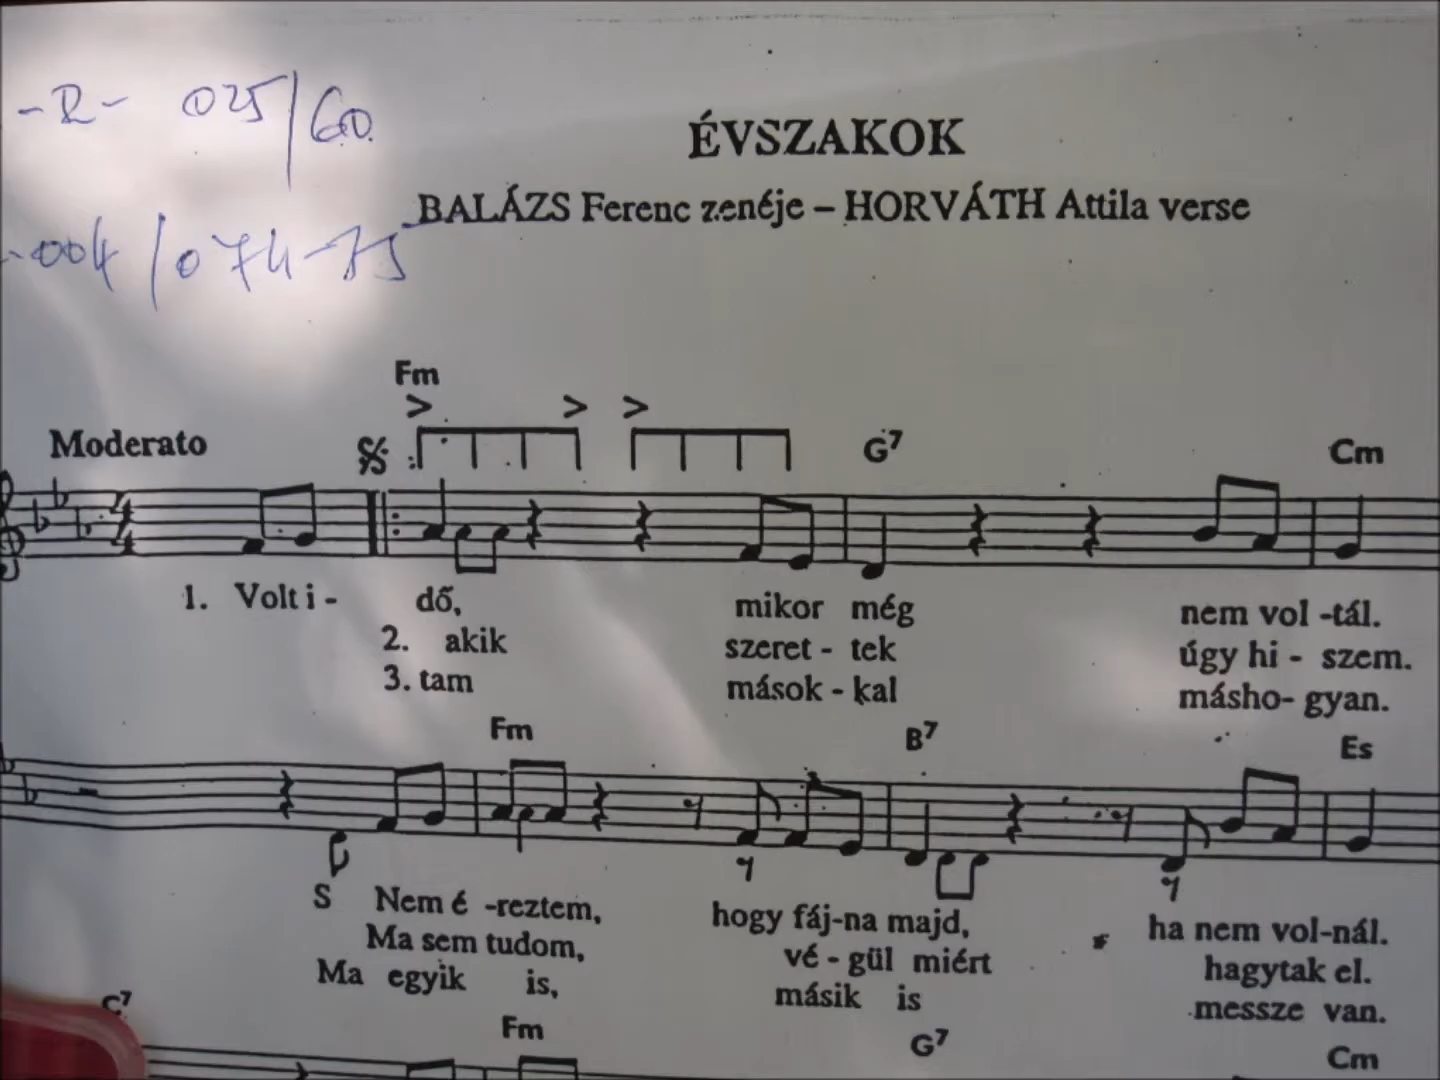 -R- 025/60.
ÉVSZAKOK
BALÁZS Ferenc zenéje – HORVÁTH Attila verse
-004/074-75
Fm
Moderato G7 Cm
1. Volt i - dő, mikor még nem vol -tál.
2. akik szeret - tek úgy hi - szem.
3. tam mások - kal másho- gyan.
Fm B7 Es
S Nem é -reztem, hogy fáj-na majd, ha nem vol-nál.
Ma sem tudom, vé - gül miért hagytak el.
Ma egyik is, másik is messze van.
C7 Fm G7 Cm